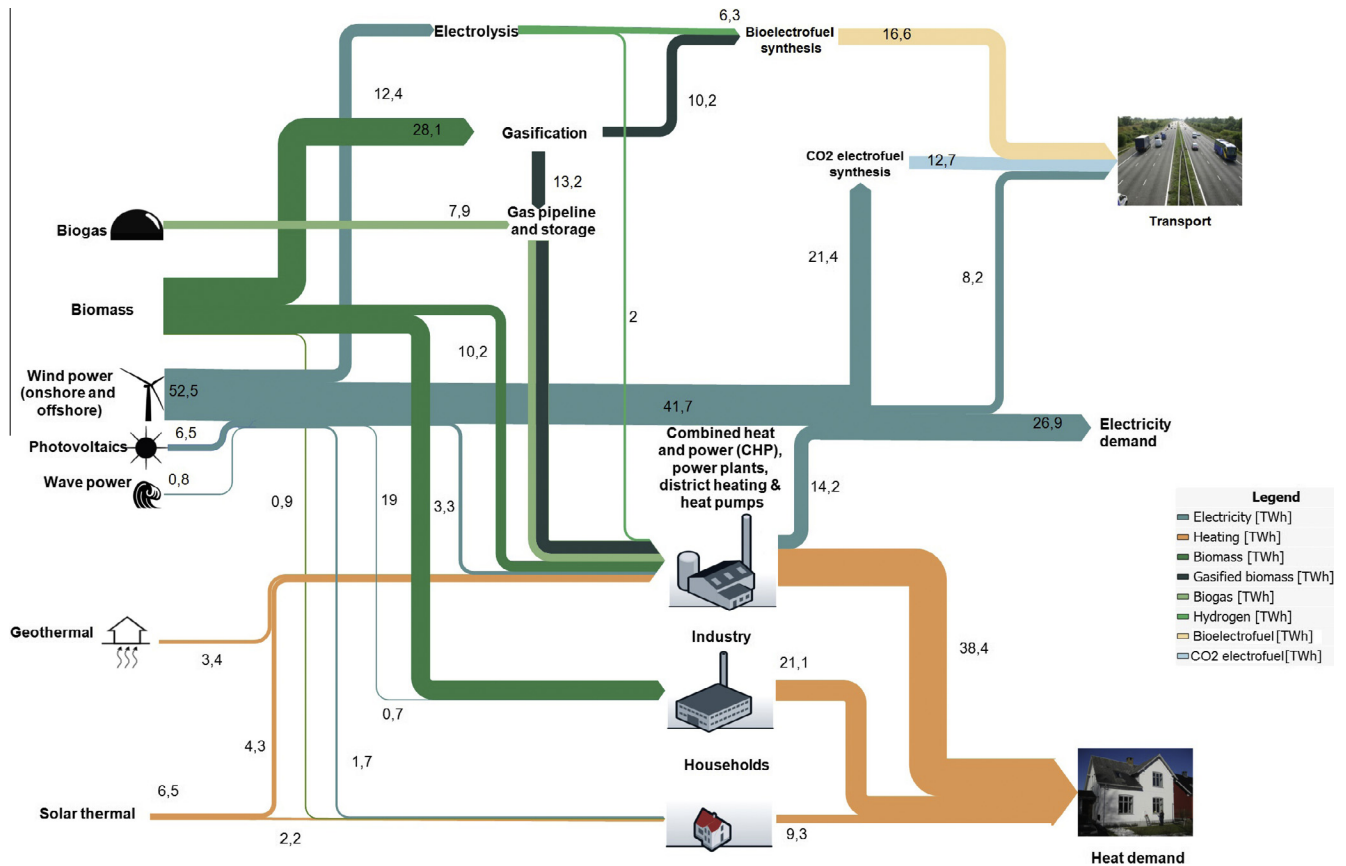 6,3
Electrolysis
Bioelectrofuel
synthesis
16,6
12,4
10,2
28,1
Gasification
CO2 electrofuel
synthesis
12,7
13,2
7,9
Gas pipeline
and storage
Biogas
Transport
21,4
8,2
Biomass
2
10,2
Wind power
(onshore and
offshore)
52,5
41,7
26,9
Electricity
demand
Photovoltaics
6,5
Combined heat
and power (CHP),
power plants,
district heating &
heat pumps
Wave power
0,8
0,9
19
3,3
14,2
Legend
Electricity [TWh]
Heating [TWh]
Biomass [TWh]
Gasified biomass [TWh]
Biogas [TWh]
Hydrogen [TWh]
Bioelectrofuel [TWh]
CO2 electrofuel[TWh]
Geothermal
3,4
Industry
38,4
21,1
0,7
4,3
1,7
Households
6,5
Solar thermal
2,2
9,3
Heat demand